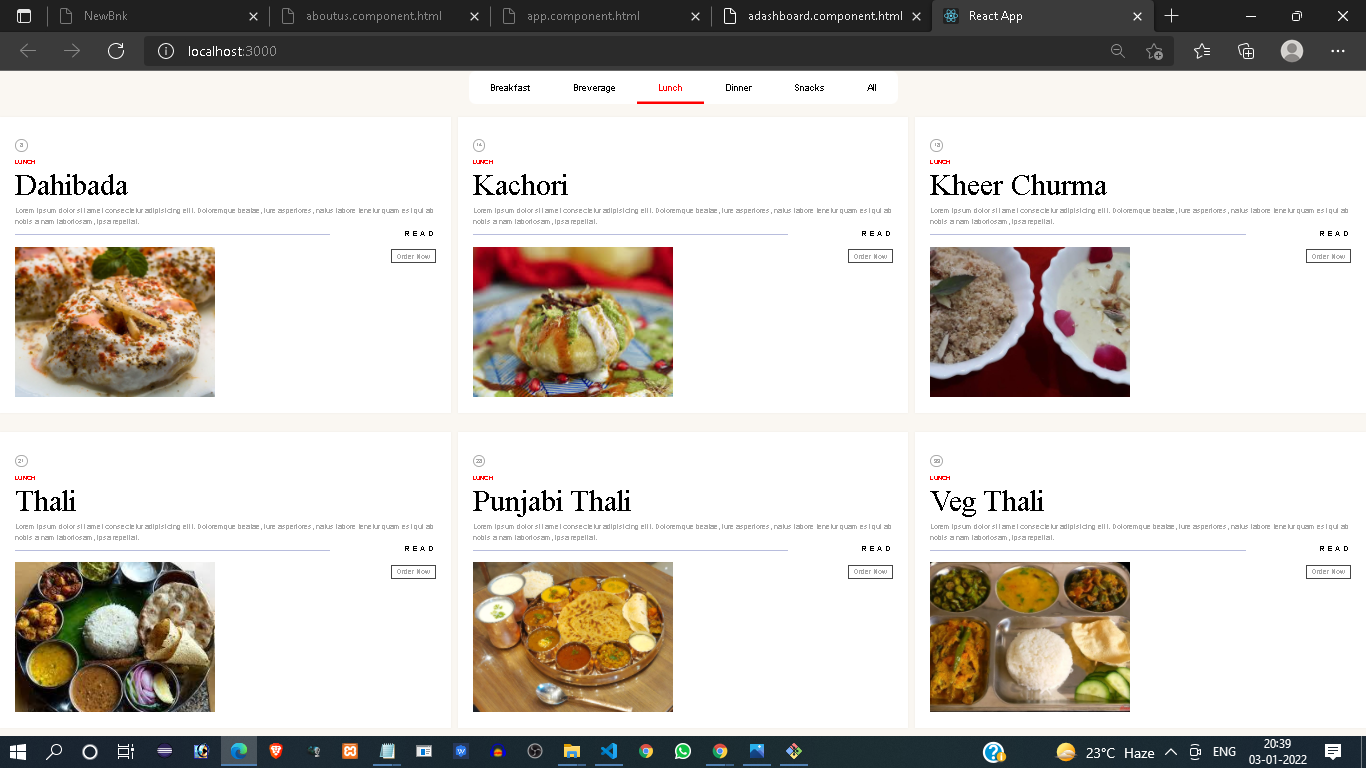 NewBnk
aboutus.component.html
app.component.html
adashboard.component.html
React App
localhost:3000
Breakfast
Breverage
Lunch
Dinner
Snacks
All
LUNCH
Dahibada
Lorem ipsum dolor sit amet consectetur adipisicing elit. Doloremque beatae, iure asperiores, natus labore tenetur quam est qui ab
nobis a nam laboriosam, ipsa repellat.
READ
Order Now
14
LUNCH
Kachori
Lorem ipsum dolor sit amet consectetur adipisicing elit. Doloremque beatae, iure asperiores, natus labore tenetur quam est qui ab
nobis a nam laboriosam, ipsa repellat.
READ
Order Now
LUNCH
Kheer Churma
Lorem ipsum dolor sit amet consectetur adipisicing elit. Doloremque beatae, iure asperiores, natus labore tenetur quam est qui ab
nobis a nam laboriosam, ipsa repellat.
READ
Order Now
21
LUNCH
Thali
Lorem ipsum dolor sit amet consectetur adipisicing elit. Doloremque beatae, iure asperiores, natus labore tenetur quam est qui ab
nobis a nam laboriosam, ipsa repellat.
READ
Order Now
LUNCH
Punjabi Thali
Lorem ipsum dolor sit amet consectetur adipisicing elit. Doloremque beatae, iure asperiores, natus labore tenetur quam est qui ab
nobis a nam laboriosam, ipsa repellat.
READ
Order Now
LUNCH
Veg Thali
Lorem ipsum dolor sit amet consectetur adipisicing elit. Doloremque beatae, iure asperiores, natus labore tenetur quam est qui ab
nobis a nam laboriosam, ipsa repellat.
READ
Order Now
23°C Haze
ENG
20:39
03-01-2022